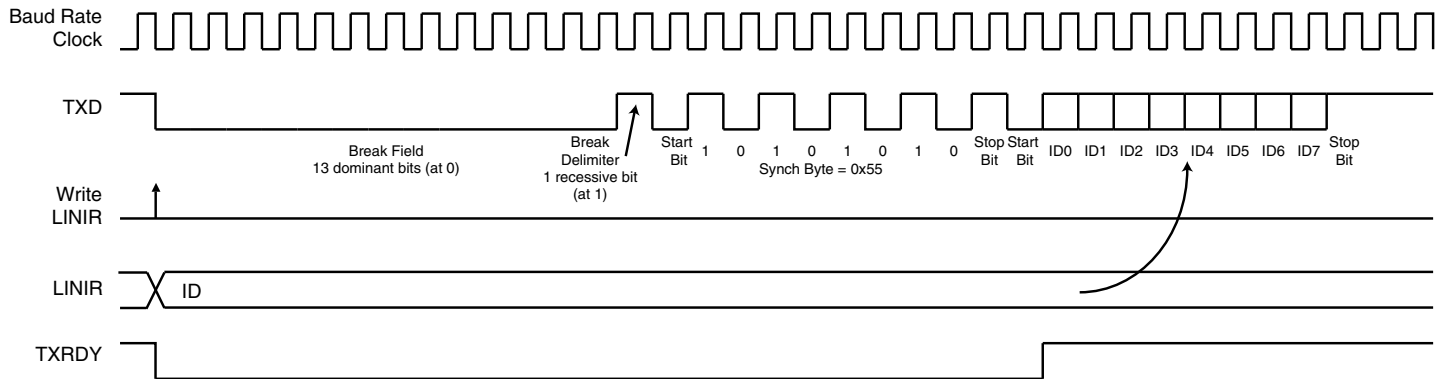 Baud Rate
Clock
TXD
Break Field
13 dominant bits (at 0)
Break
Delimiter
1 recessive bit
(at 1)
Start
Bit
1 0 1 0 1 0 1 0
Synch Byte = 0x55
Stop
Bit
Start
Bit
ID0 ID1 ID2 ID3 ID4 ID5 ID6 ID7
Stop
Bit
Write
LINIR
LINIR
ID
TXRDY